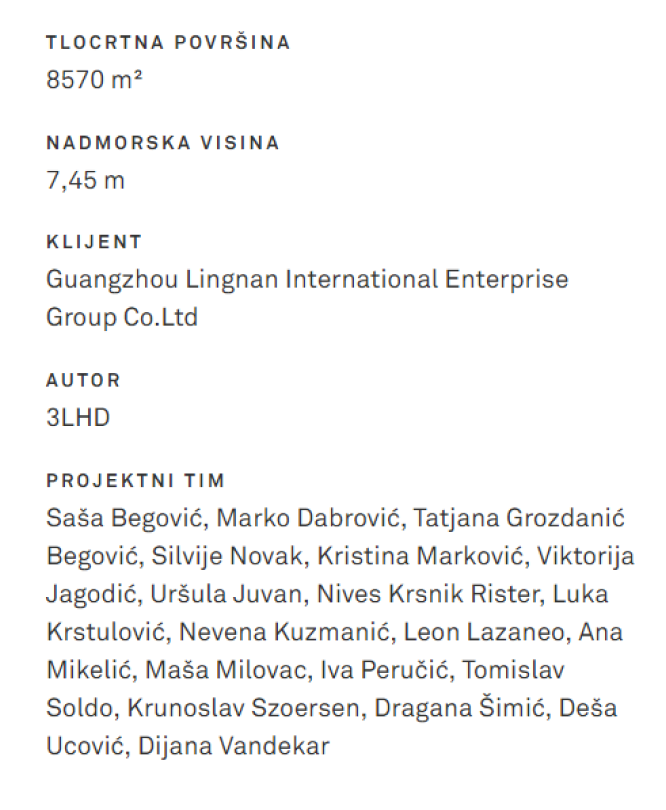 TLOCRTNA POVRŠINA
8570 m²
NADMORSKA VISINA
7,45 m
KLIJENT
Guangzhou Lingnan International Enterprise
Group Co.Ltd
AUTOR
3LHD
PROJEKTNI TIM
Saša Begović, Marko Dabrović, Tatjana Grozdanić
Begović, Silvije Novak, Kristina Marković, Viktorija
Jagodić, Uršula Juvan, Nives Krsnik Rister, Luka
Krstulović, Nevena Kuzmanić, Leon Lazaneo, Ana
Mikelić, Maša Milovac, Iva Peručić, Tomislav
Soldo, Krunoslav Szoersen, Dragana Šimić, Deša
Ucović, Dijana Vandekar